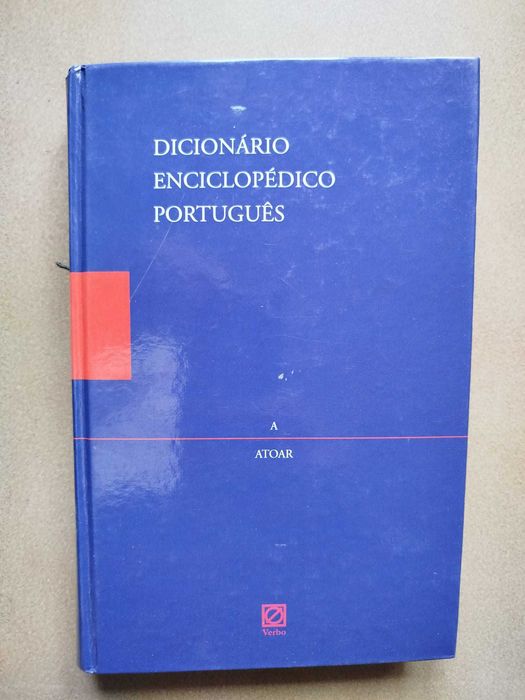 DICIONÁRIO
ENCICLOPÉDICO
PORTUGUÊS
A
ATOAR
Verbo